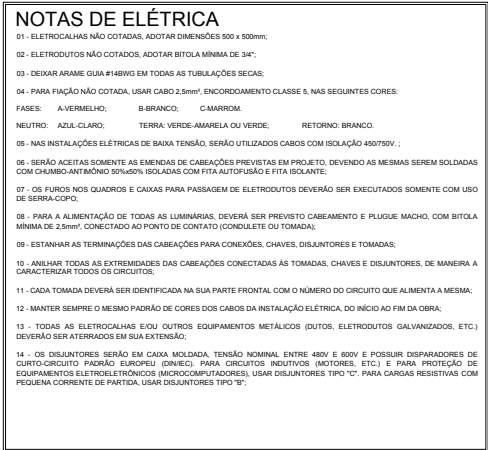 NOTAS DE ELÉTRICA
01 - ELETROCALHAS NÃO COTADAS, ADOTAR DIMENSÕES 500 x 500mm;
02 - ELETRODUTOS NÃO COTADOS, ADOTAR BITOLA MÍNIMA DE 3/4";
03 - DEIXAR ARAME GUIA #14BWG EM TODAS AS TUBULAÇÕES SECAS;
04 - PARA FIAÇÃO NÃO COTADA, USAR CABO 2,5mm², ENCORDOAMENTO CLASSE 5, NAS SEGUINTES CORES:
FASES: A-VERMELHO; B-BRANCO; C-MARROM.
NEUTRO: AZUL-CLARO; TERRA: VERDE-AMARELA OU VERDE; RETORNO: BRANCO.
05 - NAS INSTALAÇÕES ELÉTRICAS DE BAIXA TENSÃO, SERÃO UTILIZADOS CABOS COM ISOLAÇÃO 450/750V. ;
06 - SERÃO ACEITAS SOMENTE AS EMENDAS DE CABEAÇÕES PREVISTAS EM PROJETO, DEVENDO AS MESMAS SEREM SOLDADAS
COM CHUMBO-ANTIMÔNIO 50%x50% ISOLADAS COM FITA AUTOFUSÃO E FITA ISOLANTE;
07 - OS FUROS NOS QUADROS E CAIXAS PARA PASSAGEM DE ELETRODUTOS DEVERÃO SER EXECUTADOS SOMENTE COM USO
DE SERRA-COPO;
08 - PARA A ALIMENTAÇÃO DE TODAS AS LUMINÁRIAS, DEVERÁ SER PREVISTO CABEAMENTO E PLUGUE MACHO, COM BITOLA
MÍNIMA DE 2,5mm², CONECTADO AO PONTO DE CONTATO (CONDULETE OU TOMADA);
09 - ESTANHAR AS TERMINAÇÕES DAS CABEAÇÕES PARA CONEXÕES, CHAVES, DISJUNTORES E TOMADAS;
10 - ANILHAR TODAS AS EXTREMIDADES DAS CABEAÇÕES CONECTADAS ÀS TOMADAS, CHAVES E DISJUNTORES, DE MANEIRA A
CARACTERIZAR TODOS OS CIRCUITOS;
11 - CADA TOMADA DEVERÁ SER IDENTIFICADA NA SUA PARTE FRONTAL COM O NÚMERO DO CIRCUITO QUE ALIMENTA A MESMA;
12 - MANTER SEMPRE O MESMO PADRÃO DE CORES DOS CABOS DA INSTALAÇÃO ELÉTRICA, DO INÍCIO AO FIM DA OBRA;
13 - TODAS AS ELETROCALHAS E/OU OUTROS EQUIPAMENTOS METÁLICOS (DUTOS, ELETRODUTOS GALVANIZADOS, ETC.)
DEVERÃO SER ATERRADOS EM SUA EXTENSÃO;
14 - OS DISJUNTORES SERÃO EM CAIXA MOLDADA, TENSÃO NOMINAL ENTRE 480V E 600V E POSSUIR DISPARADORES DE
CURTO-CIRCUITO PADRÃO EUROPEU (DIN/IEC). PARA CIRCUITOS INDUTIVOS (MOTORES, ETC.) E PARA PROTEÇÃO DE
EQUIPAMENTOS ELETROELETRÔNICOS (MICROCOMPUTADORES), USAR DISJUNTORES TIPO "C". PARA CARGAS RESISTIVAS COM
PEQUENA CORRENTE DE PARTIDA, USAR DISJUNTORES TIPO "B";